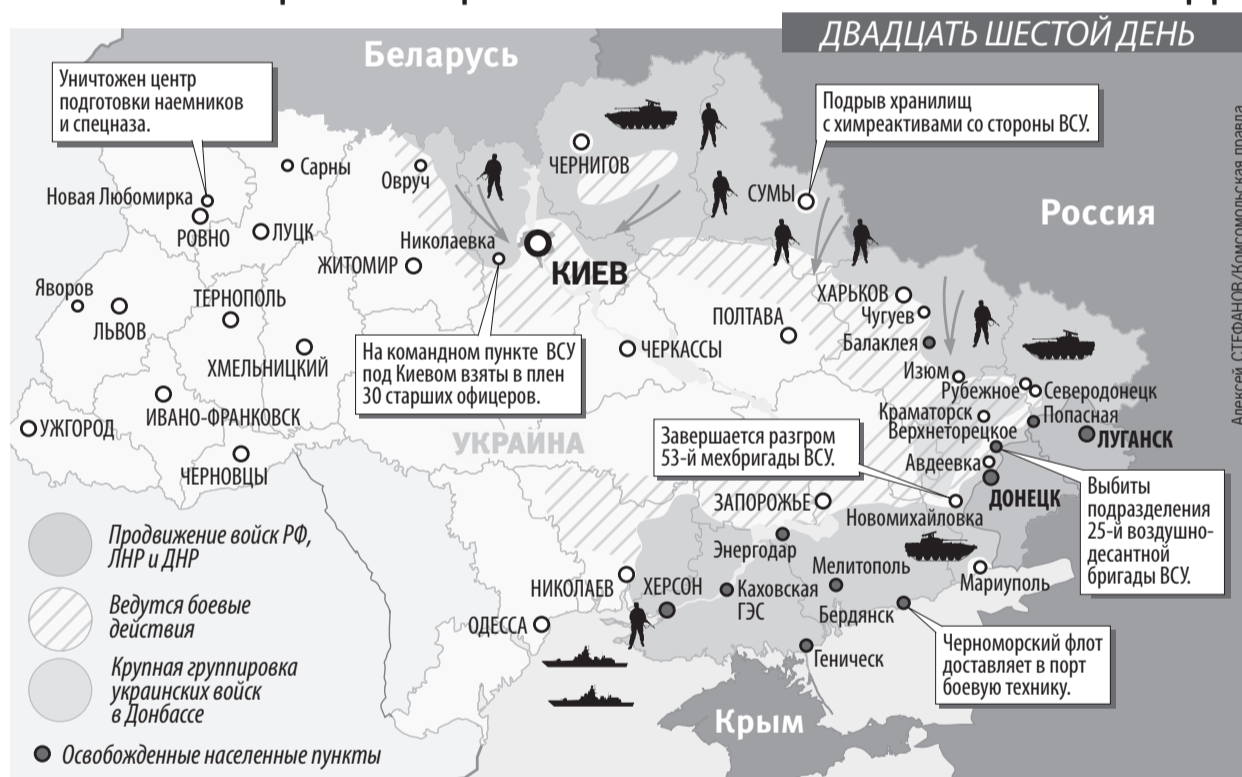 ДВАДЦАТЬ ШЕСТОЙ ДЕНЬ
Беларусь
Уничтожен центр
подготовки наемников
и спецназа.
Подрыв хранилищ
с химреактивами со стороны ВСУ.
Алексей СТЕФАНОВ/Комсомольская правда
Сарны
Овруч
ЧЕРНИГОВ
СУМЫ
Россия
Новая Любомирка
РОВНО
ЛУЦК
Николаевка
ЖИТОМИР
КИЕВ
Яворов
ЛЬВОВ
ТЕРНОПОЛЬ
ХМЕЛЬНИЦКИЙ
ПОЛТАВА
ХАРЬКОВ
Чугуев
Балаклея
На командном пункте ВСУ
под Киевом взяты в плен
30 старших офицеров.
ЧЕРКАССЫ
Изюм
Рубежное
Северодонецк
Краматорск
Попасная
Верхнеторецкое
ЛУГАНСК
УЖГОРОД
ИВАНО-ФРАНКОВСК
ЧЕРНОВЦЫ
УКРАИНА
Завершается разгром
53-й мехбригады ВСУ.
Авдеевка
ДОНЕЦК
Выбиты
подразделения
25-й воздушно-
десантной
бригады ВСУ.
ЗАПОРОЖЬЕ
Новомихайловка
Энергодар
Мелитополь
Мариуполь
НИКОЛАЕВ
ХЕРСОН
Каховская
ГЭС
Бердянск
ОДЕССА
Геническ
Черноморский флот
доставляет в порт
боевую технику.
Крым
Продвижение войск РФ,
ЛНР и ДНР
Ведутся боевые
действия
Крупная группировка
украинских войск
в Донбассе
Освобожденные населенные пункты